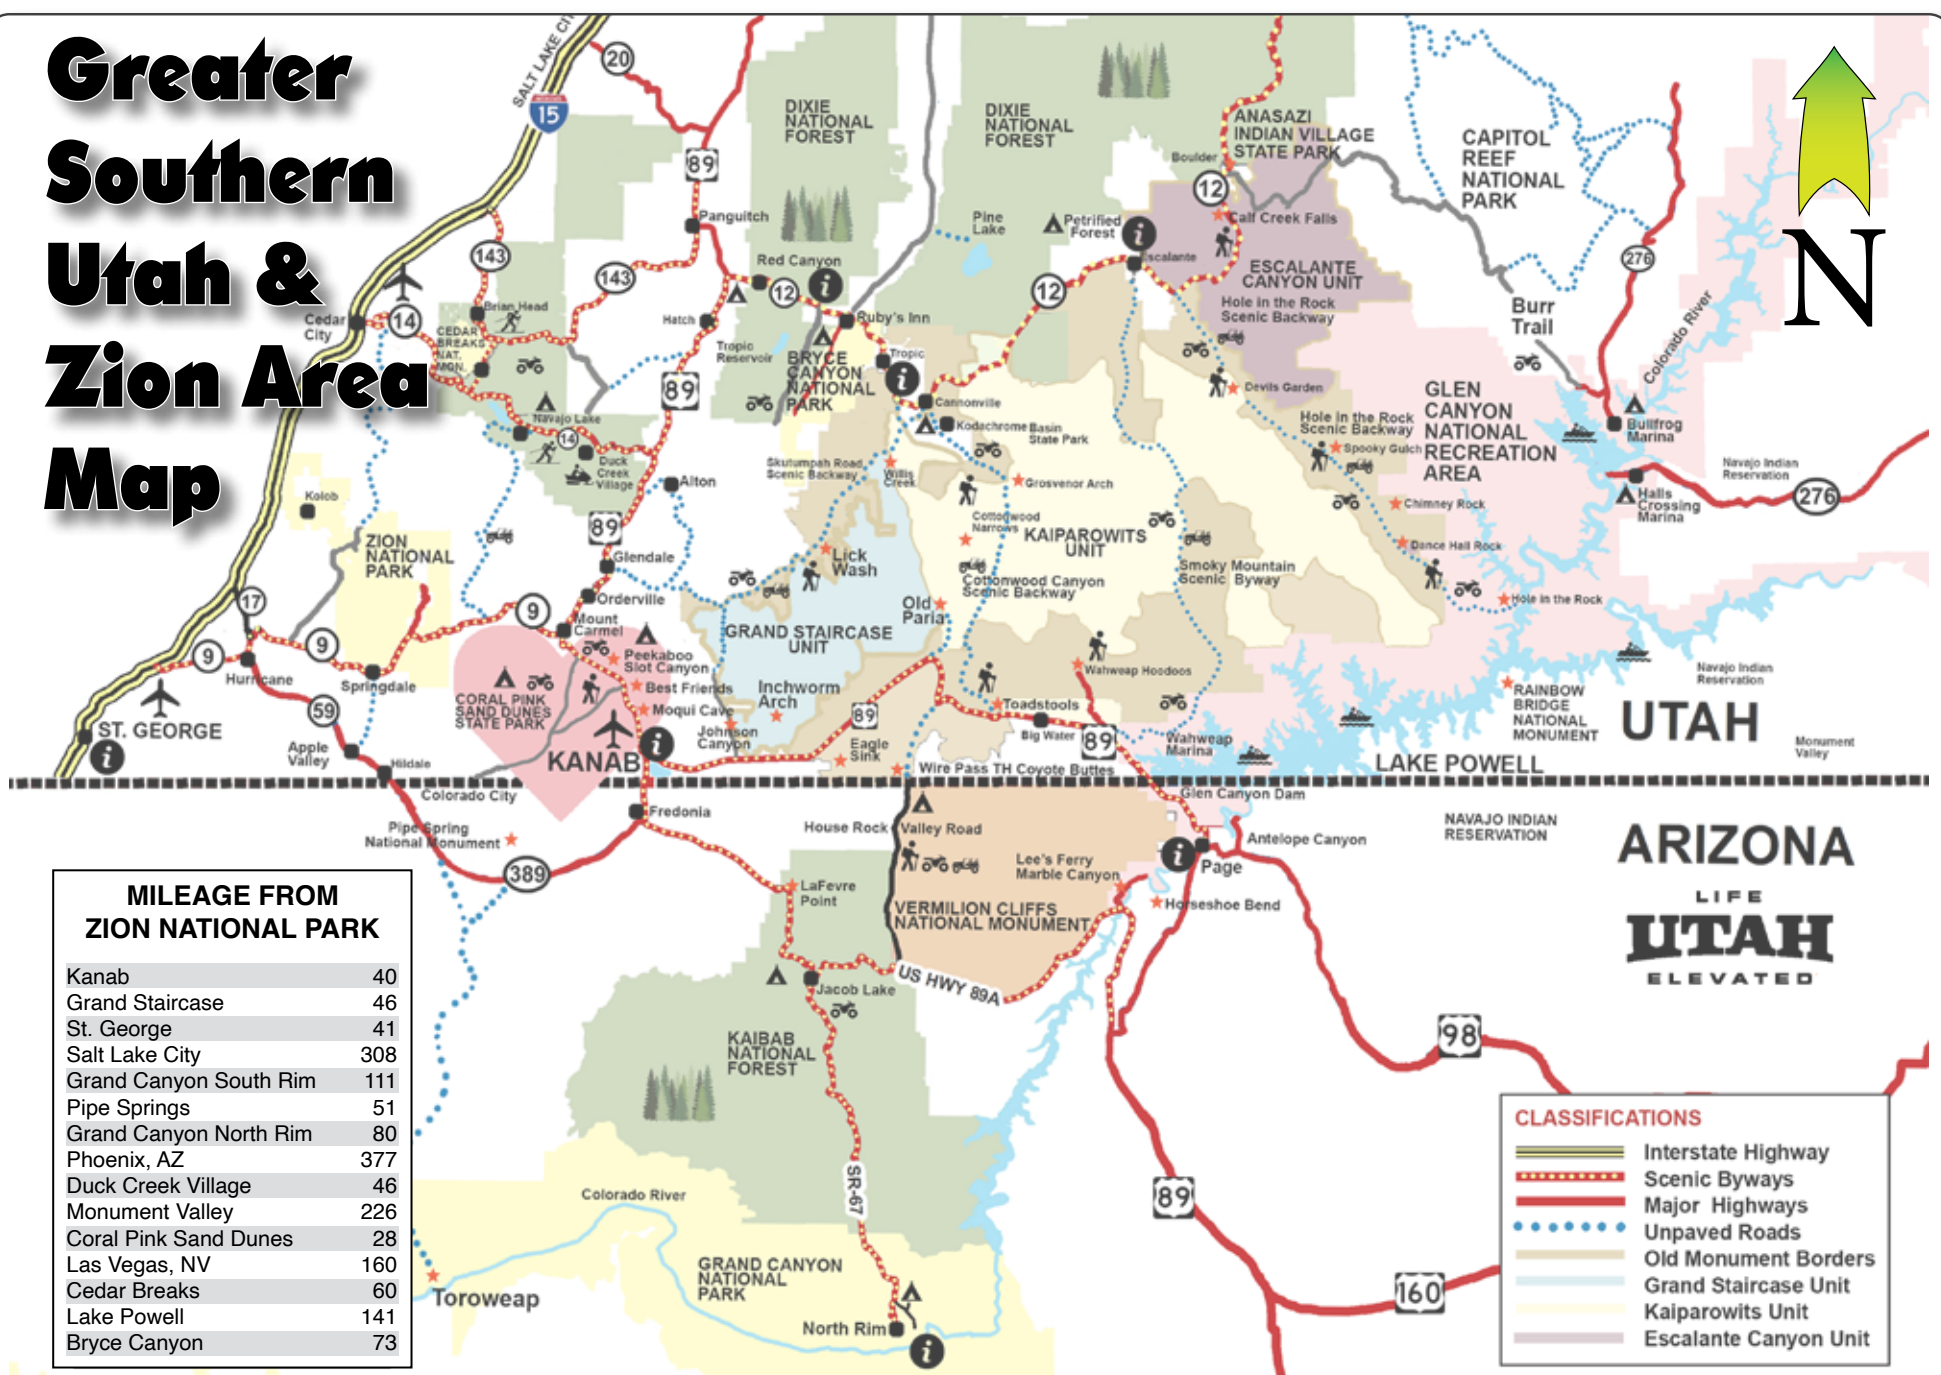 Greater
Southern
Utah &
Zion Area
Map
SALT LAKE CITY
15
20
89
DIXIE
NATIONAL
FOREST
DIXIE
NATIONAL
FOREST
ANASAZI
INDIAN VILLAGE
STATE PARK
Boulder
12
CAPITOL
REEF
NATIONAL
PARK
N
Panguitch
Pine
Lake
Petrified
Forest
Calf Creek Falls
Escalante
ESCALANTE
CANYON UNIT
276
143
143
Red Canyon
12
12
Hole in the Rock
Scenic Backway
Burr
Trail
Colorado River
Cedar
City
14
Brian Head
CEDAR
BREAKS
NAT.
MON.
Hatch
Ruby's Inn
Tropic
Reservoir
Tropic
BRYCE
CANYON
NATIONAL
PARK
89
Cannonville
Kodachrome Basin
State Park
Devils Garden
GLEN
CANYON
NATIONAL
RECREATION
AREA
Hole in the Rock
Scenic Backway
Spooky Gulch
Bullfrog
Marina
Navajo Lake
14
Duck
Creek
Village
Alton
Skutumpah Road
Scenic Backway
Willis
Creek
Grosvenor Arch
Chimney Rock
Navajo Indian
Reservation
276
Halls
Crossing
Marina
Kolob
ZION
NATIONAL
PARK
89
Glendale
Lick
Wash
Cottonwood
Narrows
KAIPAROWITS
UNIT
Cottonwood Canyon
Scenic Backway
Smoky Mountain
Scenic Byway
Dance Hall Rock
Hole in the Rock
17
9
9
9
Orderville
Mount
Carmel
Old
Paria
GRAND STAIRCASE
UNIT
Hurricane
Springdale
Peekaboo
Slot Canyon
Best Friends
Moqui Cave
Johnson
Canyon
Inchworm
Arch
Wahweap Hoodoos
Navajo Indian
Reservation
RAINBOW
BRIDGE
NATIONAL
MONUMENT
UTAH
59
CORAL PINK
SAND DUNES
STATE PARK
89
Toadstools
Big Water
89
Wahweap
Marina
Monument
Valley
ST. GEORGE
Apple
Valley
Hildale
KANAB
Eagle
Sink
Wire Pass TH Coyote Buttes
LAKE POWELL
Colorado City
Fredonia
Glen Canyon Dam
Pipe Spring
National Monument
House Rock Valley Road
Antelope Canyon
NAVAJO INDIAN
RESERVATION
ARIZONA
389
Lee's Ferry
Marble Canyon
Page
LaFevre
Point
VERMILION CLIFFS
NATIONAL MONUMENT
Horseshoe Bend
LIFE
UTAH
ELEVATED
US HWY 89A
Jacob Lake
KAIBAB
NATIONAL
FOREST
98
SR-67
89
Colorado River
GRAND CANYON
NATIONAL
PARK
160
Toroweap
North Rim
MILEAGE FROM
ZION NATIONAL PARK
Kanab 40
Grand Staircase 46
St. George 41
Salt Lake City 308
Grand Canyon South Rim 111
Pipe Springs 51
Grand Canyon North Rim 80
Phoenix, AZ 377
Duck Creek Village 46
Monument Valley 226
Coral Pink Sand Dunes 28
Las Vegas, NV 160
Cedar Breaks 60
Lake Powell 141
Bryce Canyon 73
CLASSIFICATIONS
Interstate Highway
Scenic Byways
Major Highways
Unpaved Roads
Old Monument Borders
Grand Staircase Unit
Kaiparowits Unit
Escalante Canyon Unit